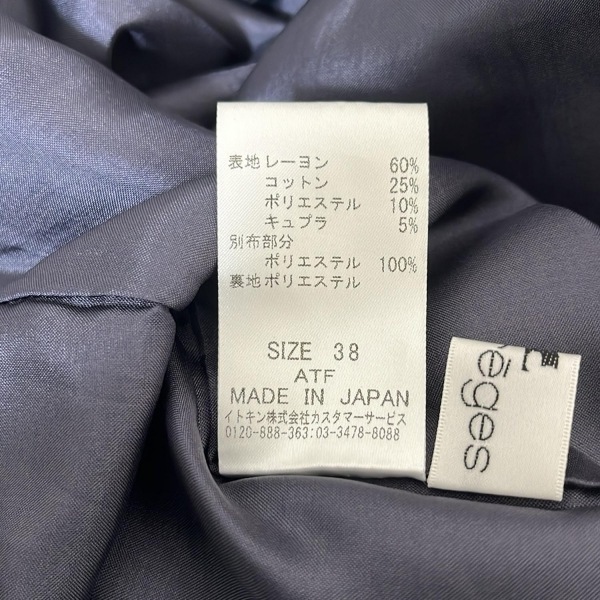 表地 レーヨン 60%
コットン 25%
ポリエステル 10%
キュプラ 5%
別布部分
ポリエステル 100%
裏地 ポリエステル
SIZE 38
ATF
MADE IN JAPAN
イトキン株式会社カスタマーサービス
0120-888-363:03-3478-8088